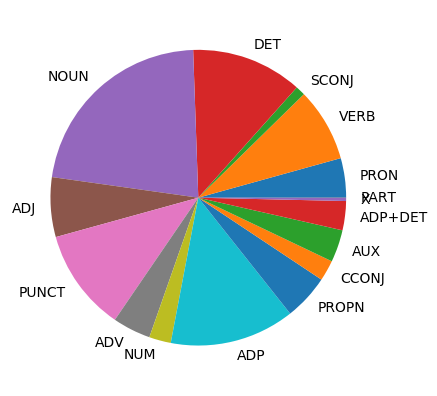 DET
NOUN
SCONJ
VERB
PRON
PART
X
ADJ
ADP+DET
AUX
CCONJ
PUNCT
PROPN
ADV
NUM
ADP